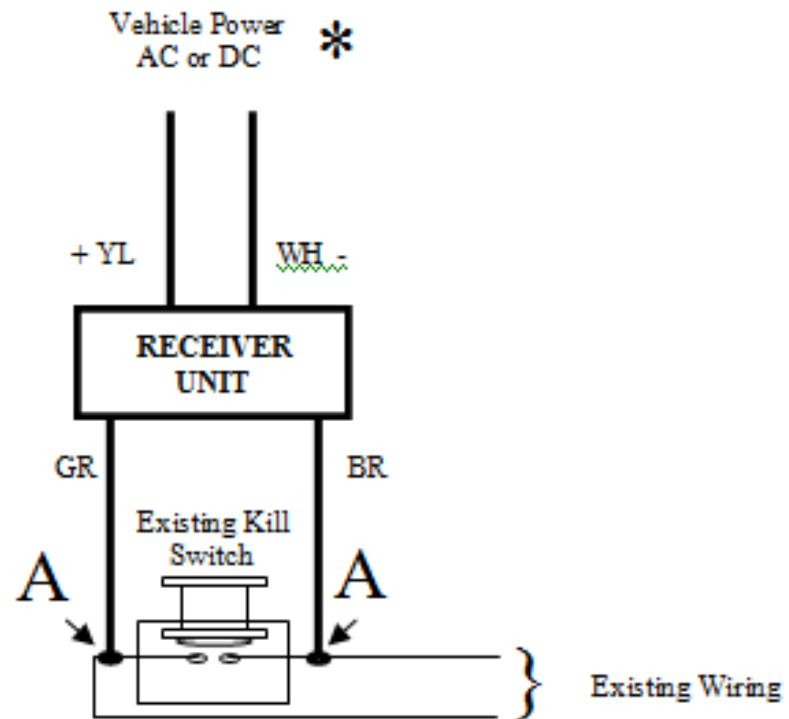 Vehicle Power
AC or DC *
+ YL
WH -
RECEIVER
UNIT
GR
BR
Existing Kill
Switch
A
A
} Existing Wiring